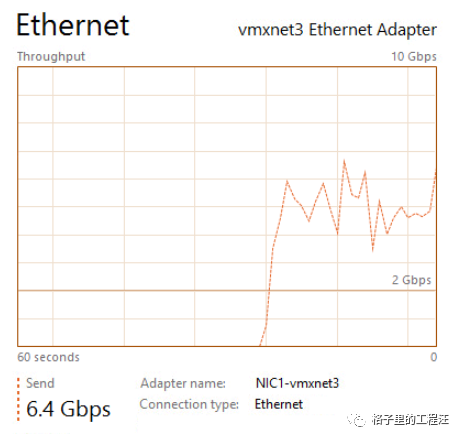 Ethernet vmxnet3 Ethernet Adapter
Throughput 10 Gbps
2 Gbps
60 seconds 0
Send Adapter name: NIC1-vmxnet3
6.4 Gbps Connection type: Ethernet
格子里的工程汪